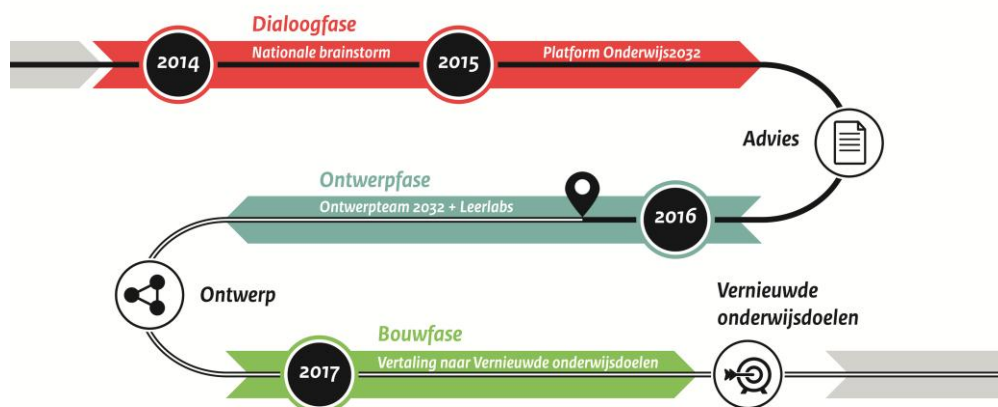 Dialoogfase
2014
Nationale brainstorm
2015
Platform Onderwijs2032
Advies
Ontwerpfase
Ontwerpteam 2032 + Leerlabs
2016
Ontwerp
Vernieuwde
onderwijsdoelen
Bouwfase
2017
Vertaling naar Vernieuwde onderwijsdoelen